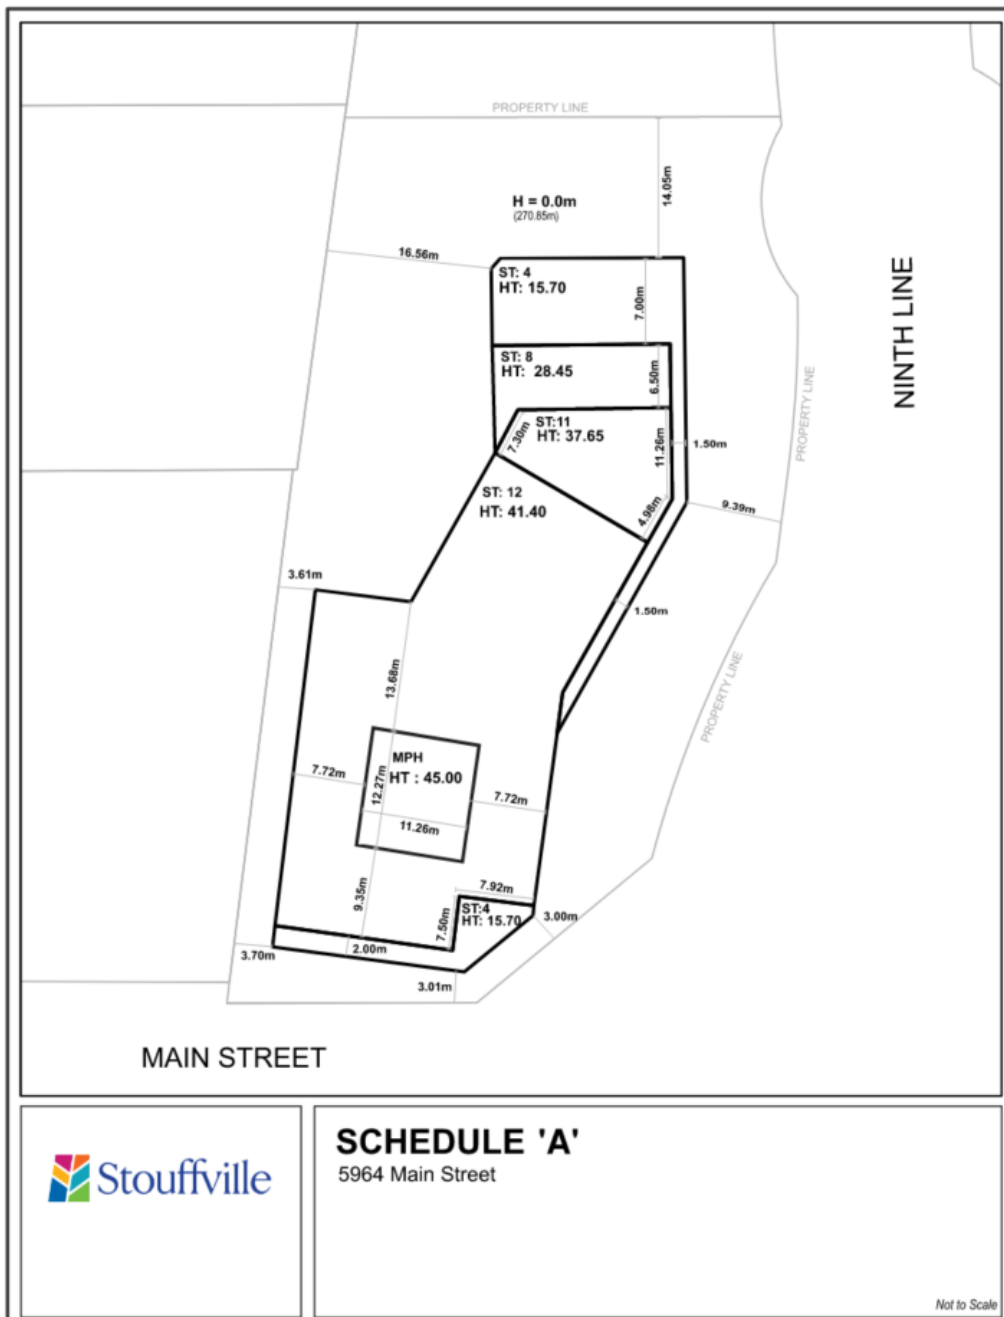 PROPERTY LINE
14.05m
H = 0.0m
(270.85m)
16.56m
NINTH LINE
ST: 4
HT: 15.70
7.00m
ST: 8
HT: 28.45
6.50m
PROPERTY LINE
ST:11
HT: 37.65
7.30m
11.26m
1.50m
ST: 12
HT: 41.40
4.98m
9.39m
3.61m
1.50m
13.68m
PROPERTY LINE
MPH
HT : 45.00
7.72m
12.27m
7.72m
11.26m
9.35m
7.92m
ST:4
HT: 15.70
7.50m
3.00m
2.00m
3.70m
3.01m
MAIN STREET
Stouffville
SCHEDULE 'A'
5964 Main Street
Not to Scale